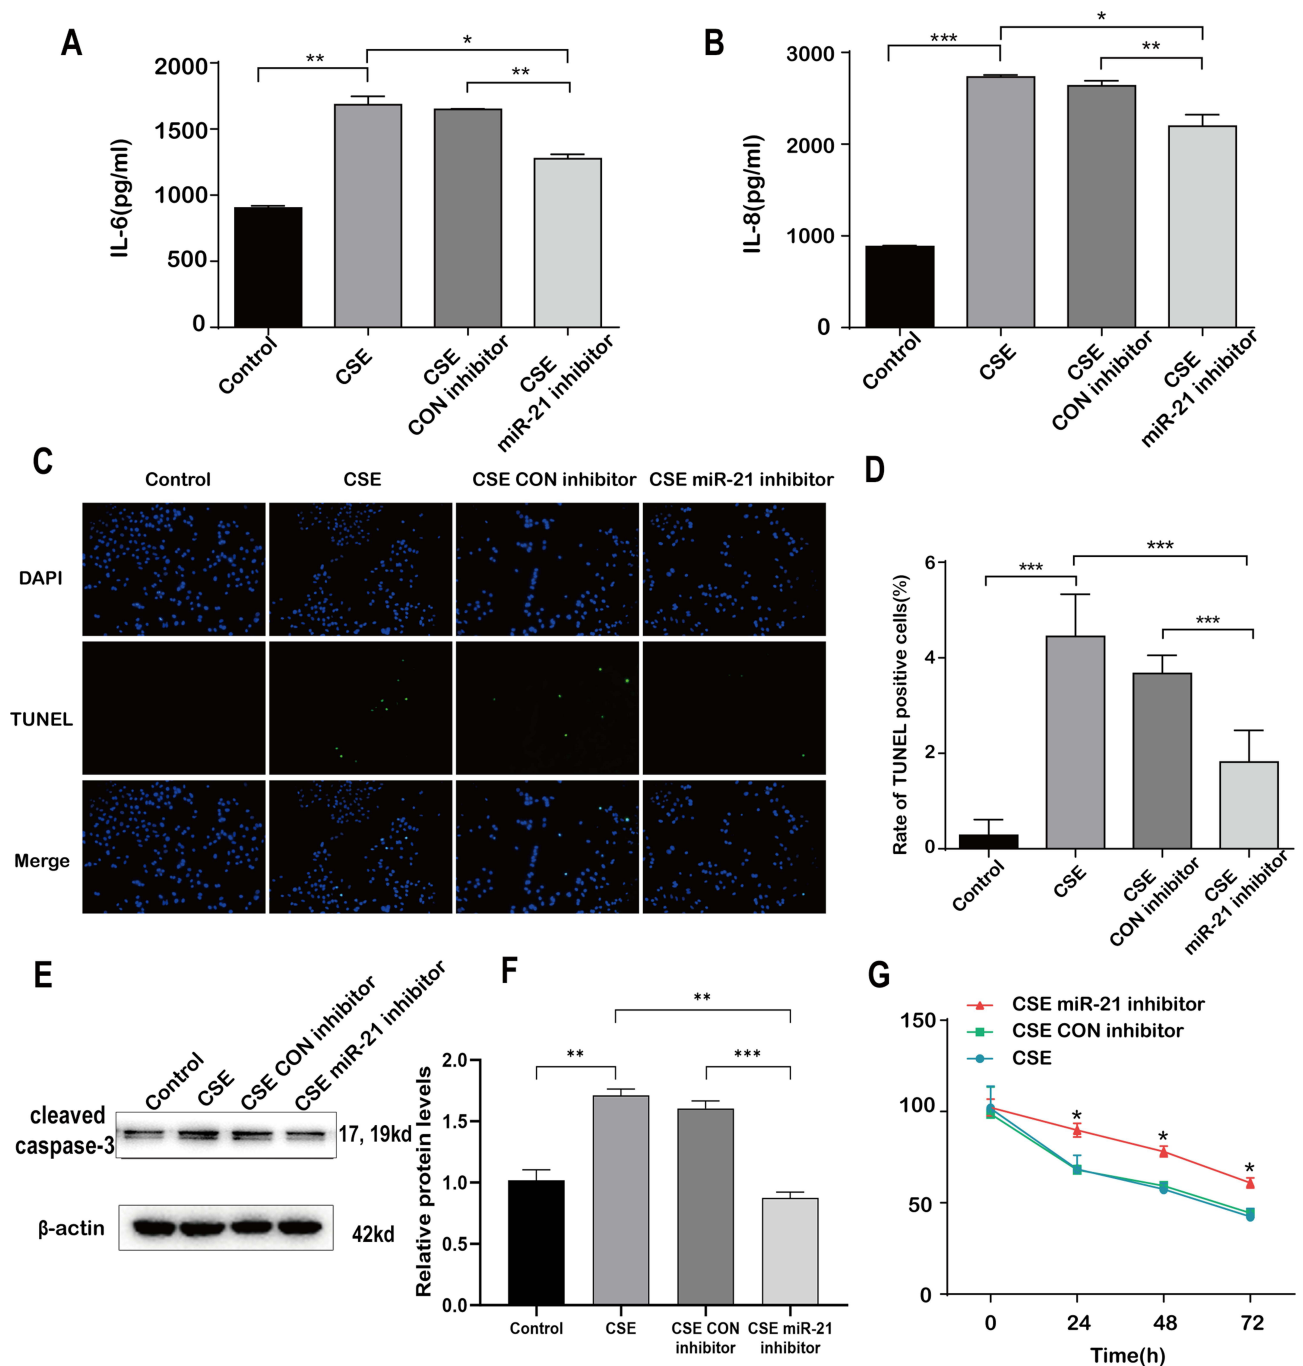 A
IL-6(pg/ml)
2000
1500
1000
500
0
**
*
**
Control
CSE
CSE
CON inhibitor
CSE
miR-21 inhibitor
B
IL-8(pg/ml)
3000
2000
1000
0
***
*
**
Control
CSE
CSE
CON inhibitor
CSE
miR-21 inhibitor
C
Control
CSE
CSE CON inhibitor
CSE miR-21 inhibitor
DAPI
TUNEL
Merge
D
Rate of TUNEL positive cells(%)
6
4
2
0
***
***
***
Control
CSE
CSE
CON inhibitor
CSE
miR-21 inhibitor
E
Control
CSE
CSE CON inhibitor
CSE miR-21 inhibitor
cleaved
caspase-3
17, 19kd
β-actin
42kd
F
Relative protein levels
2.0
1.5
1.0
0.5
0.0
**
**
***
Control
CSE
CSE CON
inhibitor
CSE miR-21
inhibitor
G
CSE miR-21 inhibitor
CSE CON inhibitor
CSE
150
100
50
0
*
*
*
0
24
48
72
Time(h)